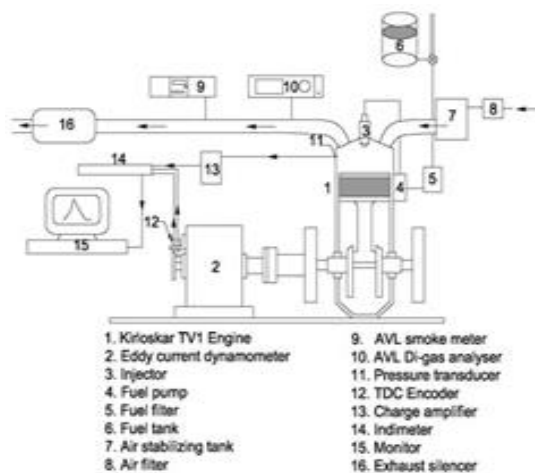 6
9
10
16
7
8
3
11
14
13
1
4
5
12
15
2
1. Kirloskar TV1 Engine
2. Eddy current dynamometer
3. Injector
4. Fuel pump
5. Fuel filter
6. Fuel tank
7. Air stabilizing tank
8. Air filter
9. AVL smoke meter
10. AVL Di-gas analyser
11. Pressure transducer
12. TDC Encoder
13. Charge amplifier
14. Indimeter
15. Monitor
16. Exhaust silencer